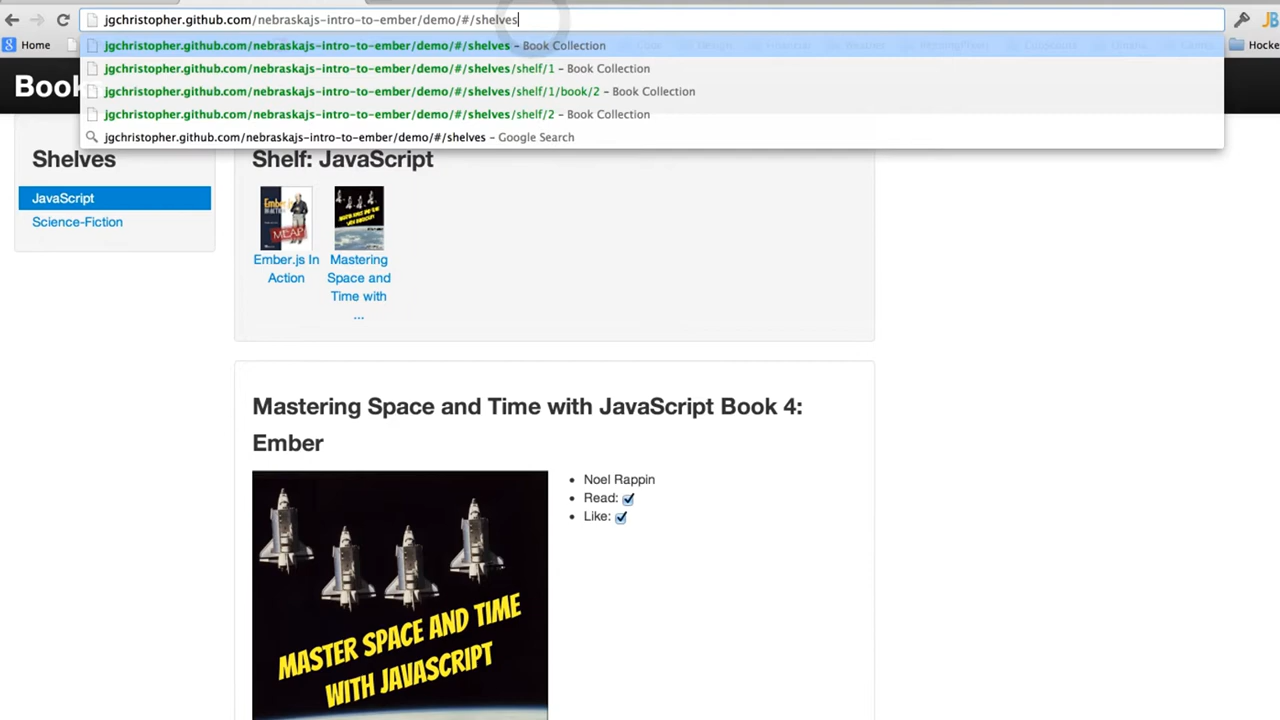 jgchristopher.github.com/nebraskajs-intro-to-ember/demo/#/shelves
Home
jgchristopher.github.com/nebraskajs-intro-to-ember/demo/#/shelves – Book Collection
jgchristopher.github.com/nebraskajs-intro-to-ember/demo/#/shelves/shelf/1 – Book Collection
jgchristopher.github.com/nebraskajs-intro-to-ember/demo/#/shelves/shelf/1/book/2 – Book Collection
jgchristopher.github.com/nebraskajs-intro-to-ember/demo/#/shelves/shelf/2 – Book Collection
jgchristopher.github.com/nebraskajs-intro-to-ember/demo/#/shelves – Google Search
Hocke
Book
Shelves
JavaScript
Science-Fiction
Shelf: JavaScript
Ember.js In
Action
Mastering
Space and
Time with
...
Mastering Space and Time with JavaScript Book 4:
Ember
MASTER SPACE AND TIME
WITH JAVASCRIPT
• Noel Rappin
• Read:
• Like: